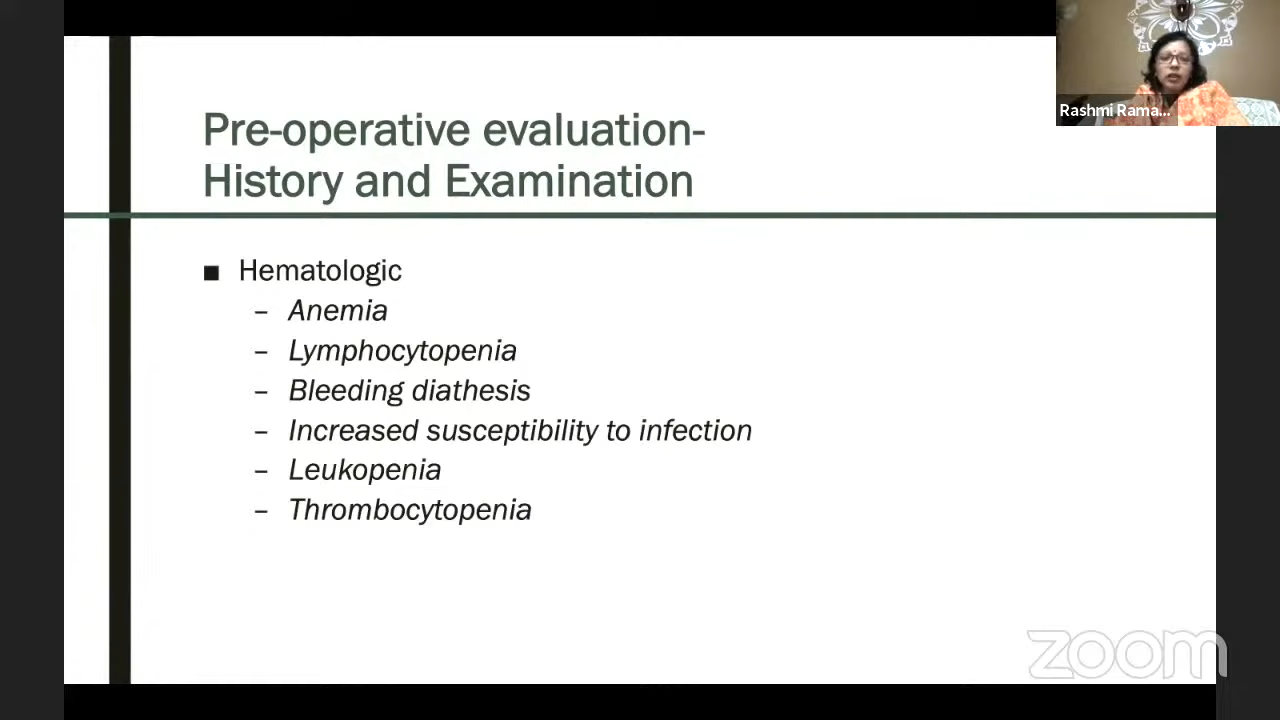 Pre-operative evaluation-
History and Examination
■ Hematologic
– Anemia
– Lymphocytopenia
– Bleeding diathesis
– Increased susceptibility to infection
– Leukopenia
– Thrombocytopenia
Rashmi Rama...
zoom